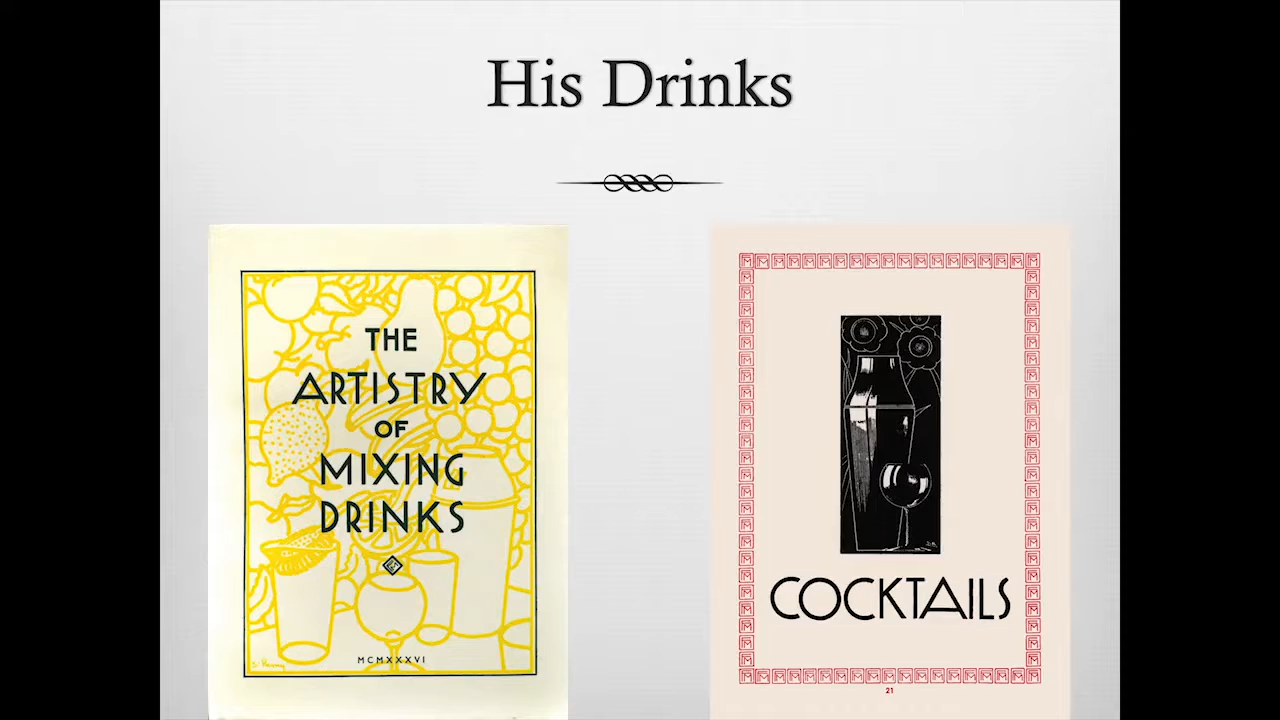 His Drinks
THE
ARTISTRY
OF
MIXING
DRINKS
MCMXXXVI
COCKTAILS
21